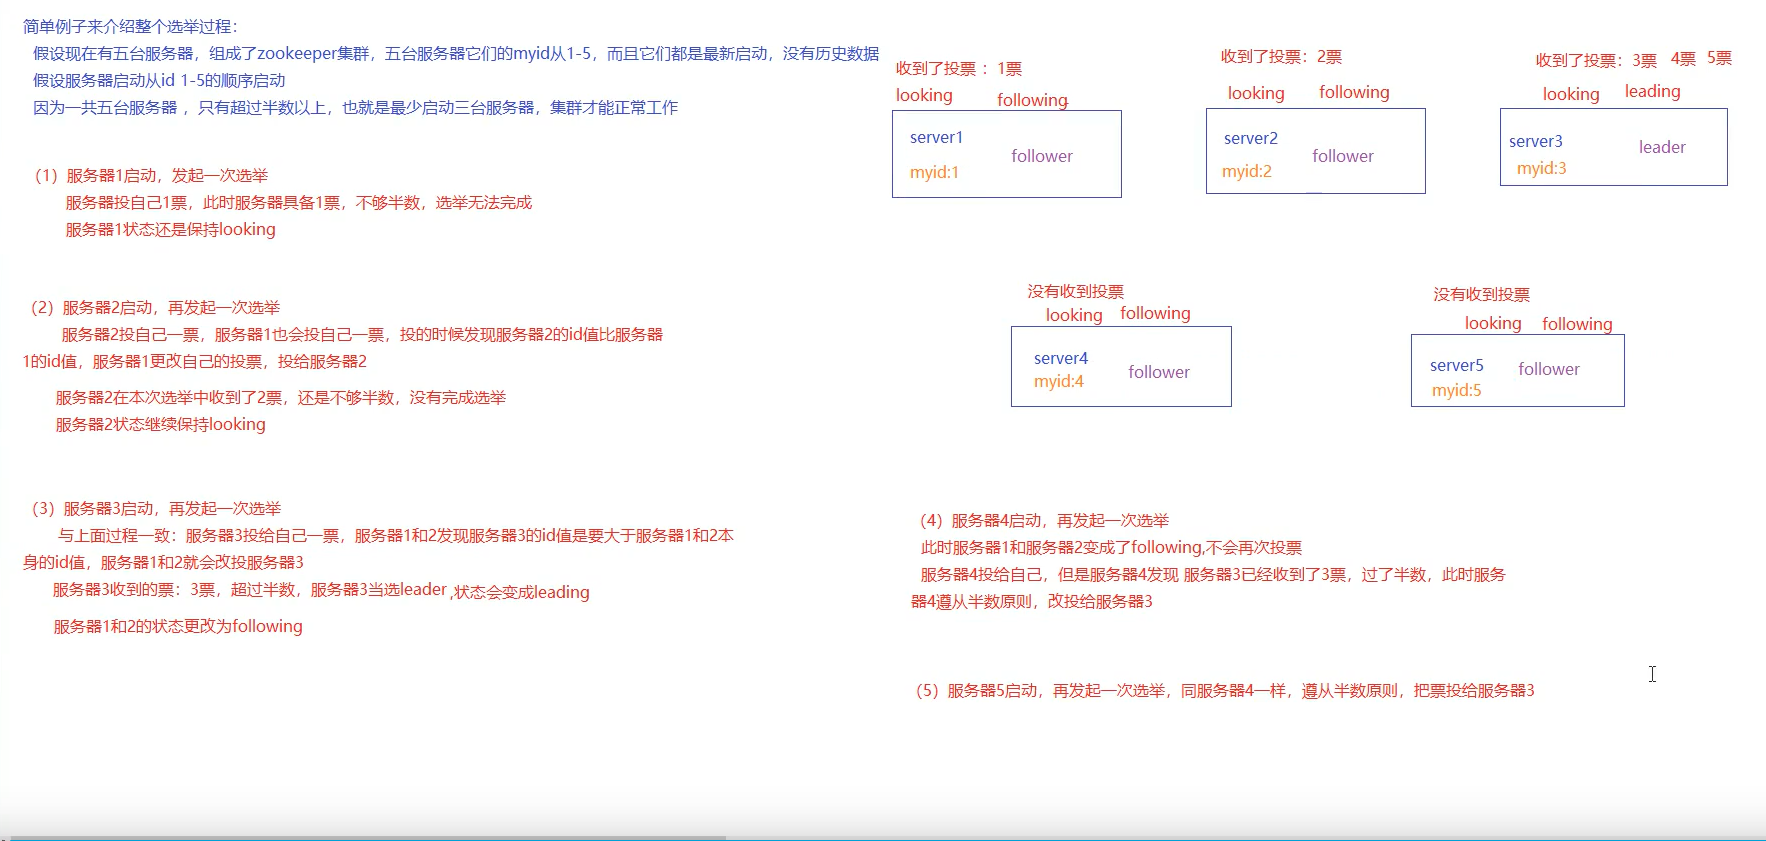 简单例子来介绍整个选举过程：
假设现在有五台服务器，组成了zookeeper集群，五台服务器它们的myid从1-5，而且它们都是最新启动，没有历史数据
假设服务器启动从id 1-5的顺序启动
因为一共五台服务器 ，只有超过半数以上，也就是最少启动三台服务器，集群才能正常工作
（1）服务器1启动，发起一次选举
服务器投自己1票，此时服务器具备1票，不够半数，选举无法完成
服务器1状态还是保持looking
（2）服务器2启动，再发起一次选举
服务器2投自己一票，服务器1也会投自己一票，投的时候发现服务器2的id值比服务器
1的id值，服务器1更改自己的投票，投给服务器2
服务器2在本次选举中收到了2票，还是不够半数，没有完成选举
服务器2状态继续保持looking
（3）服务器3启动，再发起一次选举
与上面过程一致：服务器3投给自己一票，服务器1和2发现服务器3的id值是要大于服务器1和2本
身的id值，服务器1和2就会改投服务器3
服务器3收到的票：3票，超过半数，服务器3当选leader ,状态会变成leading
服务器1和2的状态更改为following
收到了投票 ：1票
looking following
server1
follower
myid:1
收到了投票：2票
looking following
server2
follower
myid:2
收到了投票：3票 4票 5票
looking leading
server3
leader
myid:3
没有收到投票
looking following
server4
follower
myid:4
没有收到投票
looking following
server5
follower
myid:5
（4）服务器4启动，再发起一次选举
此时服务器1和服务器2变成了following,不会再次投票
服务器4投给自己，但是服务器4发现 服务器3已经收到了3票，过了半数，此时服务
器4遵从半数原则，改投给服务器3
（5）服务器5启动，再发起一次选举，同服务器4一样，遵从半数原则，把票投给服务器3